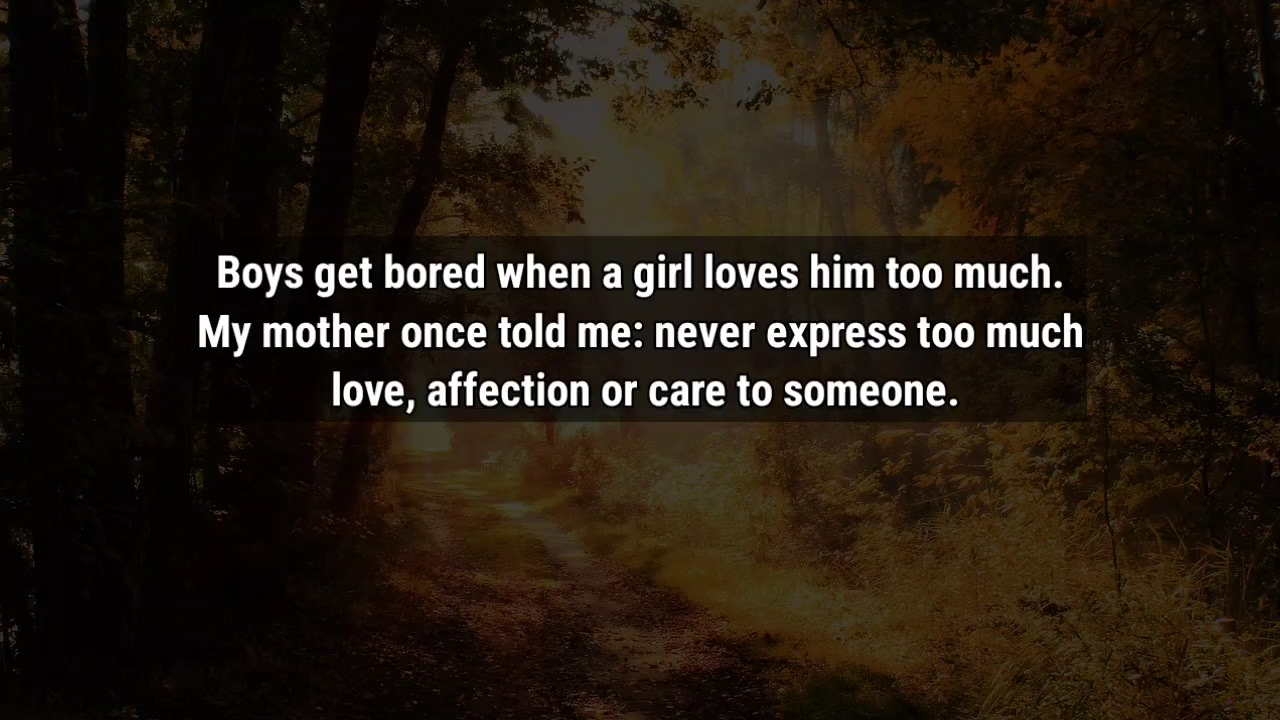 Boys get bored when a girl loves him too much.
My mother once told me: never express too much
love, affection or care to someone.